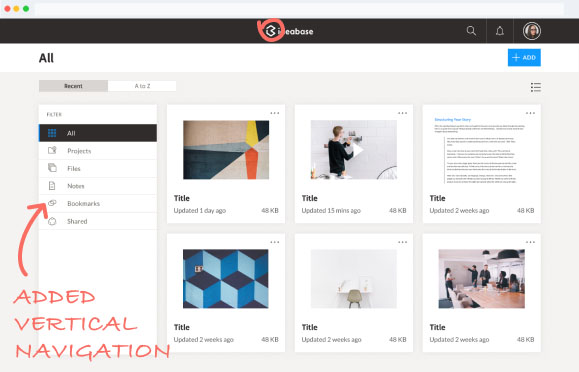 ideabase
All
+ ADD
Recent
A to Z
FILTER
All
Projects
Files
Notes
Bookmarks
Shared
Title
Updated 1 day ago 48 KB
Title
Updated 15 mins ago 48 KB
Structuring Your Story
Title
Updated 2 weeks ago 48 KB
Title
Updated 2 weeks ago 48 KB
Title
Updated 2 weeks ago 48 KB
Title
Updated 2 weeks ago 48 KB
ADDED
VERTICAL
NAVIGATION